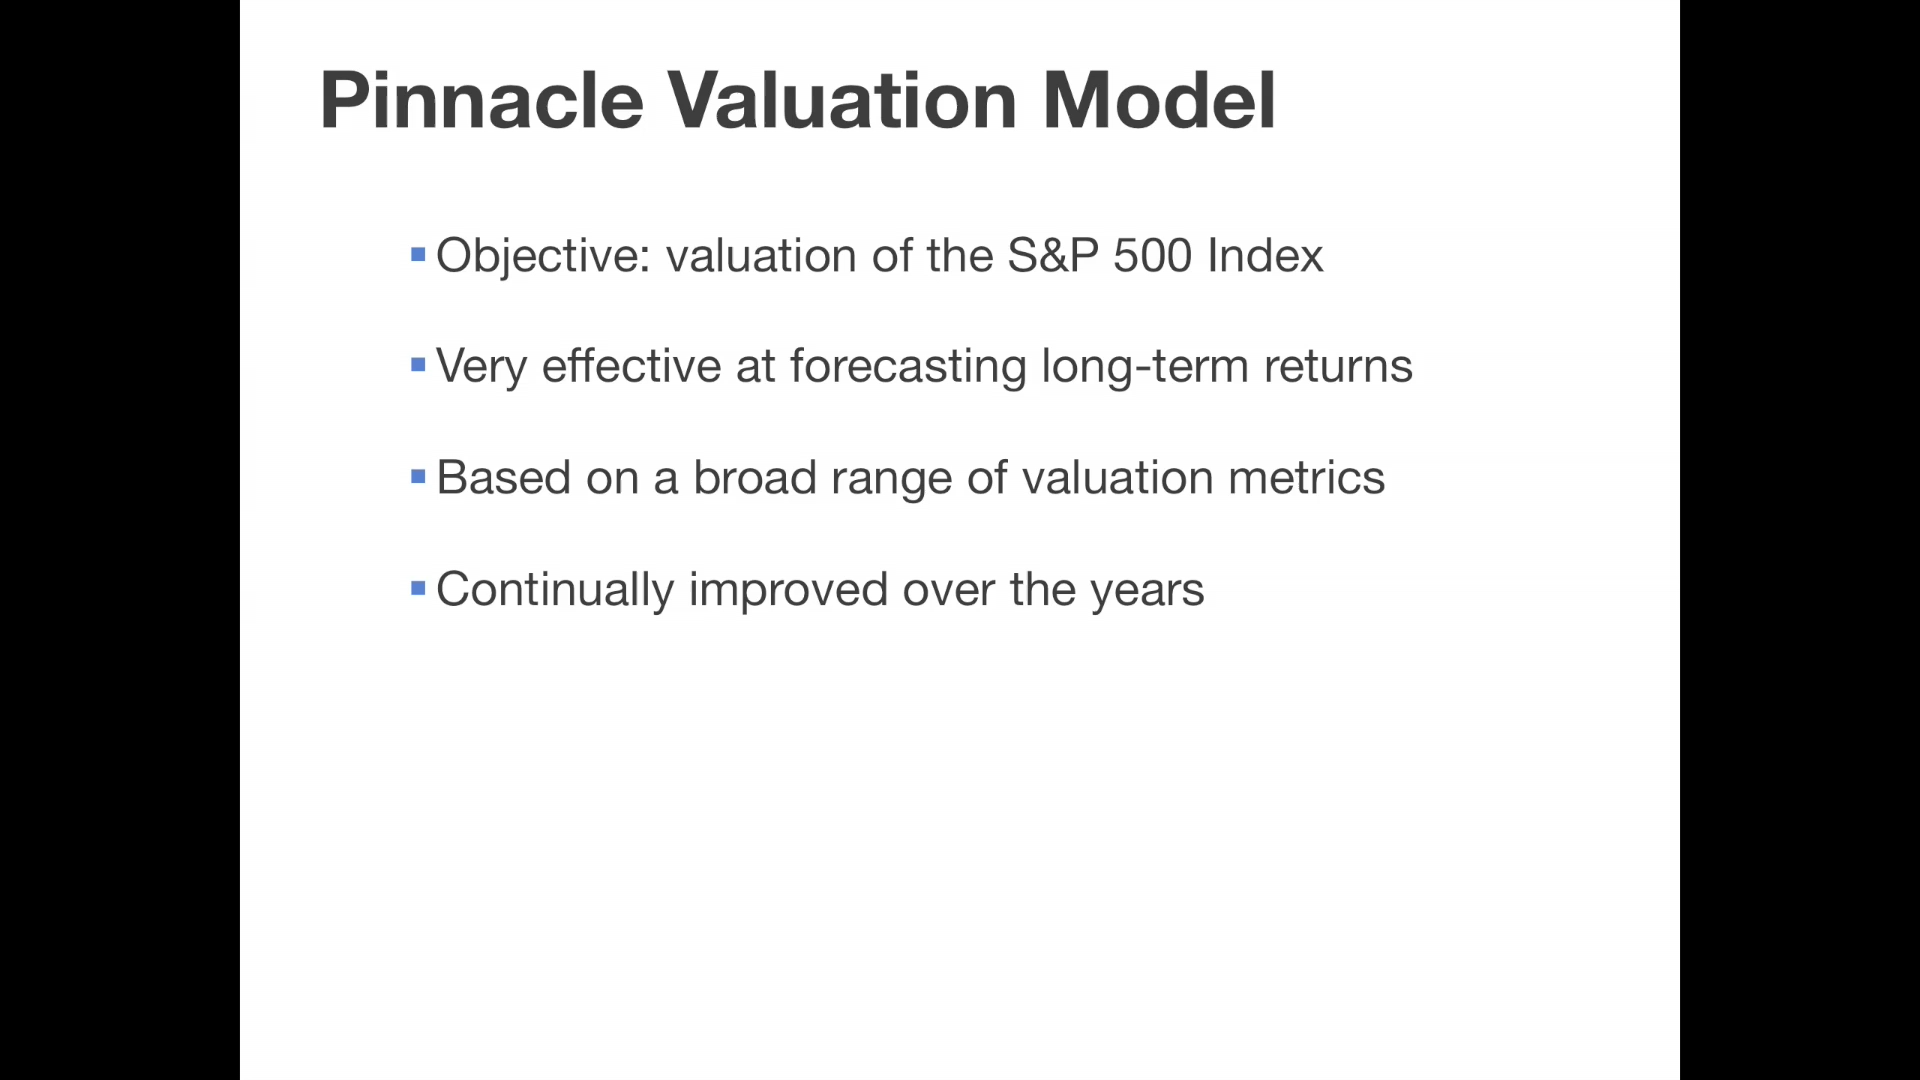 Pinnacle Valuation Model
▪ Objective: valuation of the S&P 500 Index
▪ Very effective at forecasting long-term returns
▪ Based on a broad range of valuation metrics
▪ Continually improved over the years